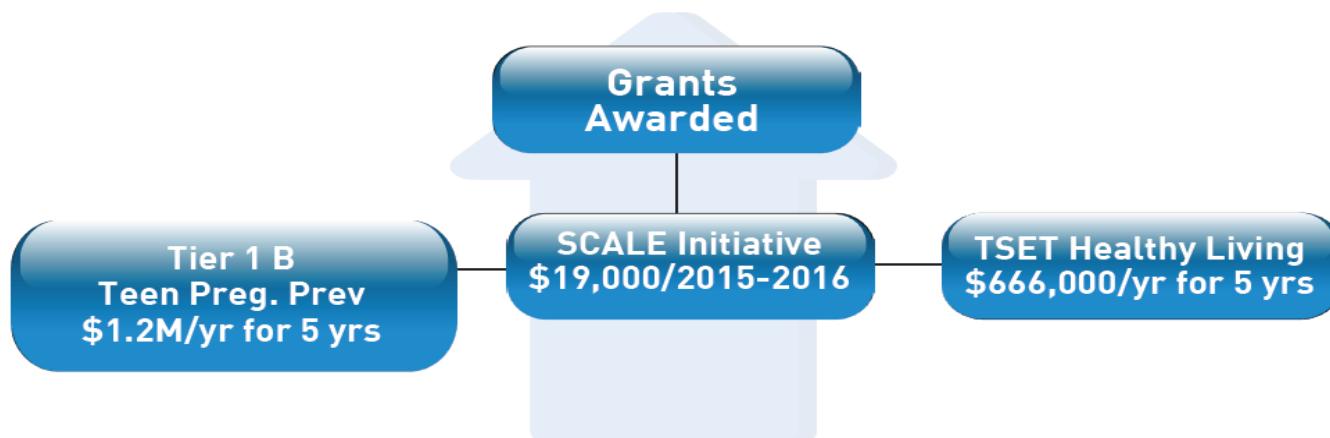 Grants
Awarded
Tier 1 B
Teen Preg. Prev
$1.2M/yr for 5 yrs
SCALE Initiative
$19,000/2015-2016
TSET Healthy Living
$666,000/yr for 5 yrs